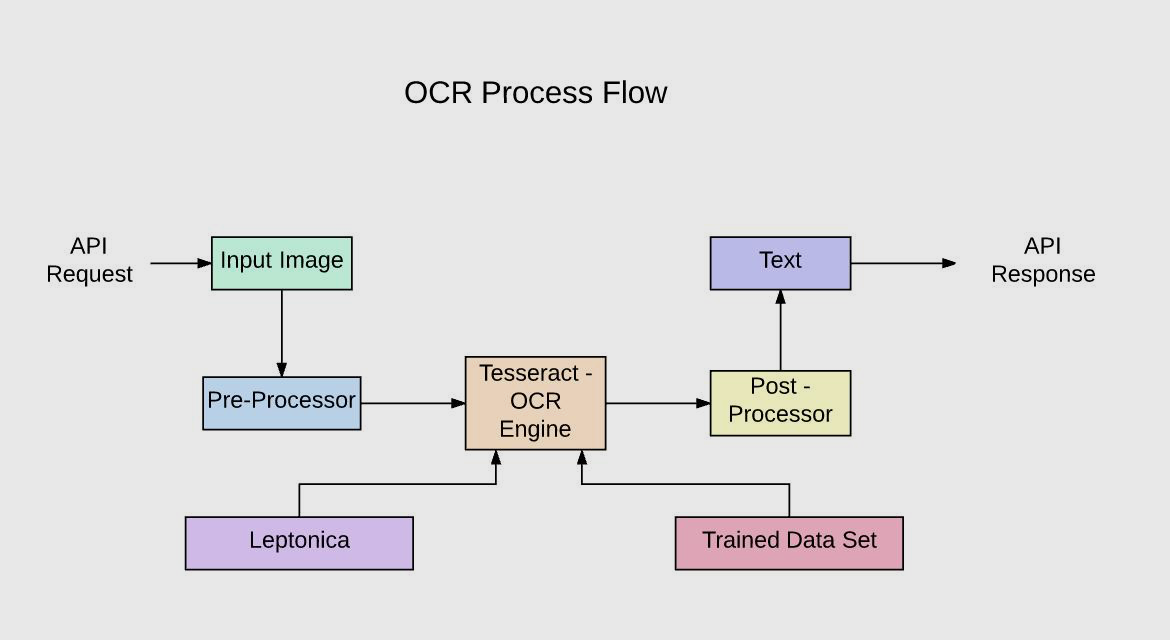 OCR Process Flow
API
Request
Input Image
Text
API
Response
Pre-Processor
Tesseract -
OCR
Engine
Post -
Processor
Leptonica
Trained Data Set